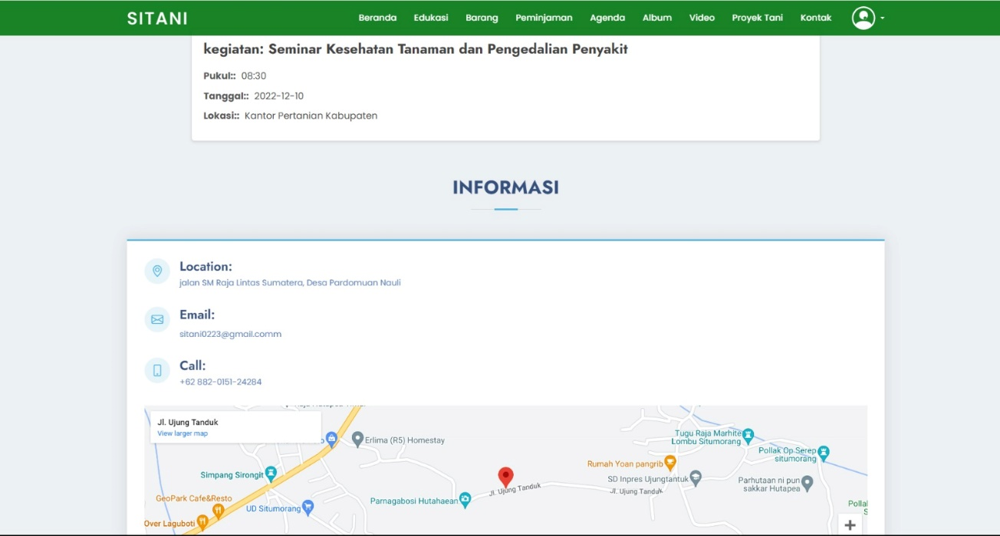 SITANI
Beranda Edukasi Barang Peminjaman Agenda Album Video Proyek Tani Kontak
kegiatan: Seminar Kesehatan Tanaman dan Pengedalian Penyakit
Pukul:: 08:30
Tanggal:: 2022-12-10
Lokasi:: Kantor Pertanian Kabupaten
INFORMASI
Location:
jalan SM Raja Lintas Sumatera, Desa Pardomuan Nauli
Email:
sitani0223@gmail.comm
Call:
+62 882-0151-24284
Jl. Ujung Tanduk
View larger map
Erlima (R5) Homestay
Tugu Raja Marhite
Lombu Situmorang
Pollak Op Serep
situmorang
Rumah Yoan pangrib
Simpang Sirongit
SD Inpres Ujungtantuk
Parhutaan ni pun
sakkar Hutapea
Jl. Ujung Tanduk
Jl. Ujung Tanduk
GeoPark Cafe&Resto
Parnagabosi Hutahaean
UD Situmorang
Over Laguboti
+